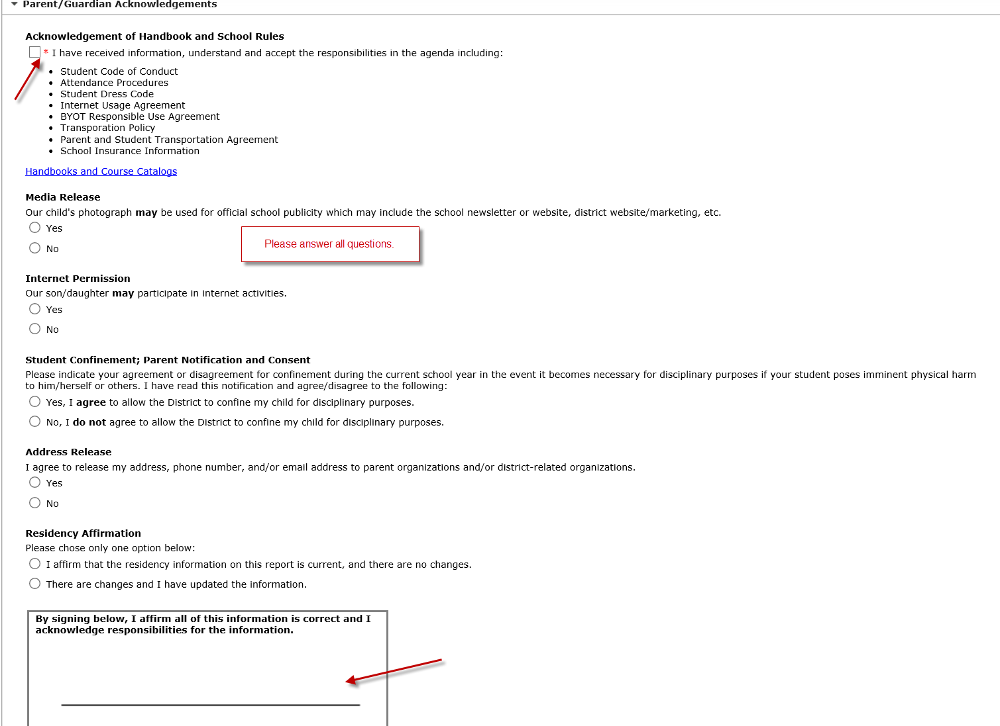 Parent/Guardian Acknowledgements
Acknowledgement of Handbook and School Rules
* I have received information, understand and accept the responsibilities in the agenda including:
• Student Code of Conduct
• Attendance Procedures
• Student Dress Code
• Internet Usage Agreement
• BYOT Responsible Use Agreement
• Transporation Policy
• Parent and Student Transportation Agreement
• School Insurance Information
Handbooks and Course Catalogs
Media Release
Our child's photograph may be used for official school publicity which may include the school newsletter or website, district website/marketing, etc.
Yes
No
Please answer all questions.
Internet Permission
Our son/daughter may participate in internet activities.
Yes
No
Student Confinement; Parent Notification and Consent
Please indicate your agreement or disagreement for confinement during the current school year in the event it becomes necessary for disciplinary purposes if your student poses imminent physical harm
to him/herself or others. I have read this notification and agree/disagree to the following:
Yes, I agree to allow the District to confine my child for disciplinary purposes.
No, I do not agree to allow the District to confine my child for disciplinary purposes.
Address Release
I agree to release my address, phone number, and/or email address to parent organizations and/or district-related organizations.
Yes
No
Residency Affirmation
Please chose only one option below:
I affirm that the residency information on this report is current, and there are no changes.
There are changes and I have updated the information.
By signing below, I affirm all of this information is correct and I
acknowledge responsibilities for the information.